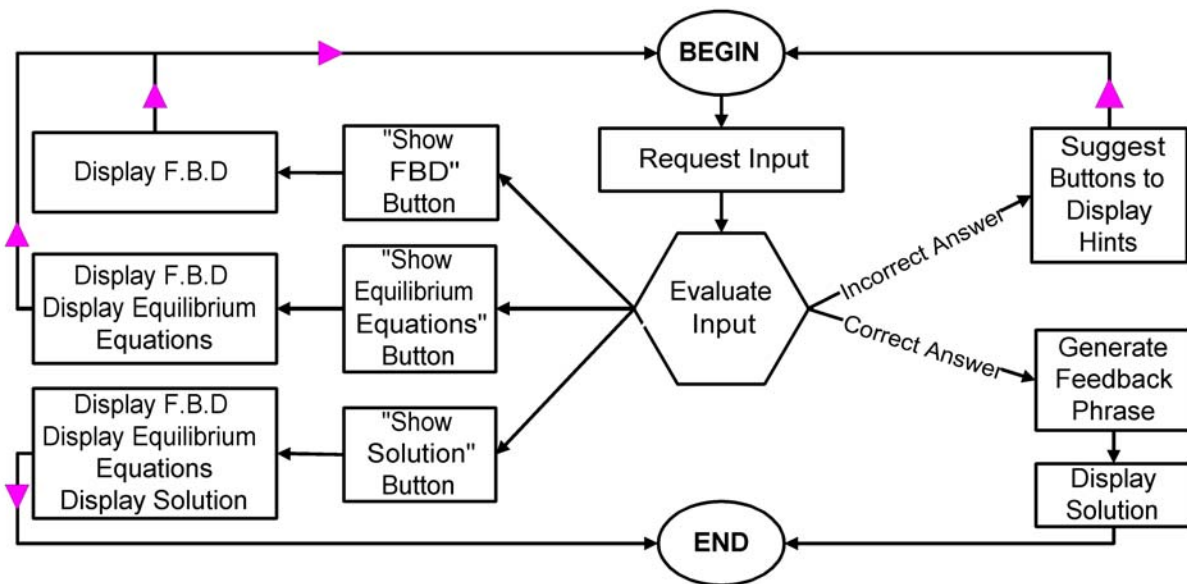 BEGIN
Request Input
Evaluate
Input
"Show
FBD"
Button
Display F.B.D
"Show
Equilibrium
Equations"
Button
Display F.B.D
Display Equilibrium
Equations
"Show
Solution"
Button
Display F.B.D
Display Equilibrium
Equations
Display Solution
Incorrect Answer
Suggest
Buttons to
Display
Hints
Correct Answer
Generate
Feedback
Phrase
Display
Solution
END